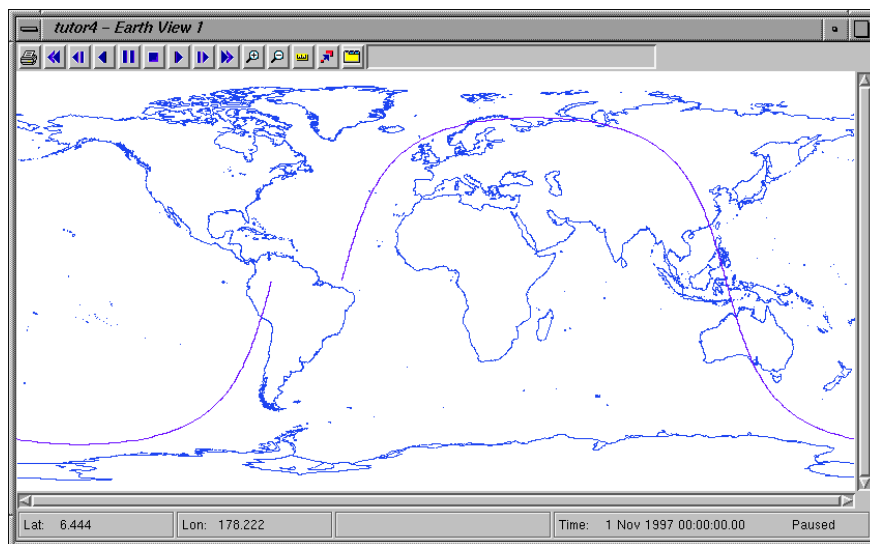 tutor4 – Earth View 1
Lat: 6.444
Lon: 178.222
Time: 1 Nov 1997 00:00:00.00 Paused